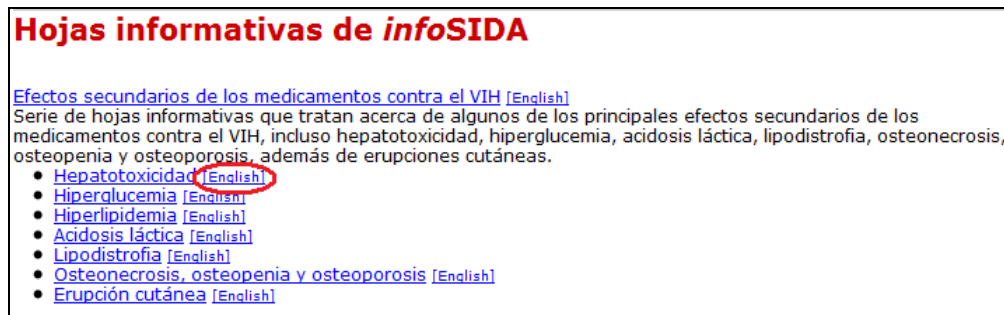 Hojas informativas de infoSIDA
Efectos secundarios de los medicamentos contra el VIH [English]
Serie de hojas informativas que tratan acerca de algunos de los principales efectos secundarios de los
medicamentos contra el VIH, incluso hepatotoxicidad, hiperglucemia, acidosis láctica, lipodistrofia, osteonecrosis,
osteopenia y osteoporosis, además de erupciones cutáneas.
• Hepatotoxicidad [English]
• Hiperglucemia [English]
• Hiperlipidemia [English]
• Acidosis láctica [English]
• Lipodistrofia [English]
• Osteonecrosis, osteopenia y osteoporosis [English]
• Erupción cutánea [English]